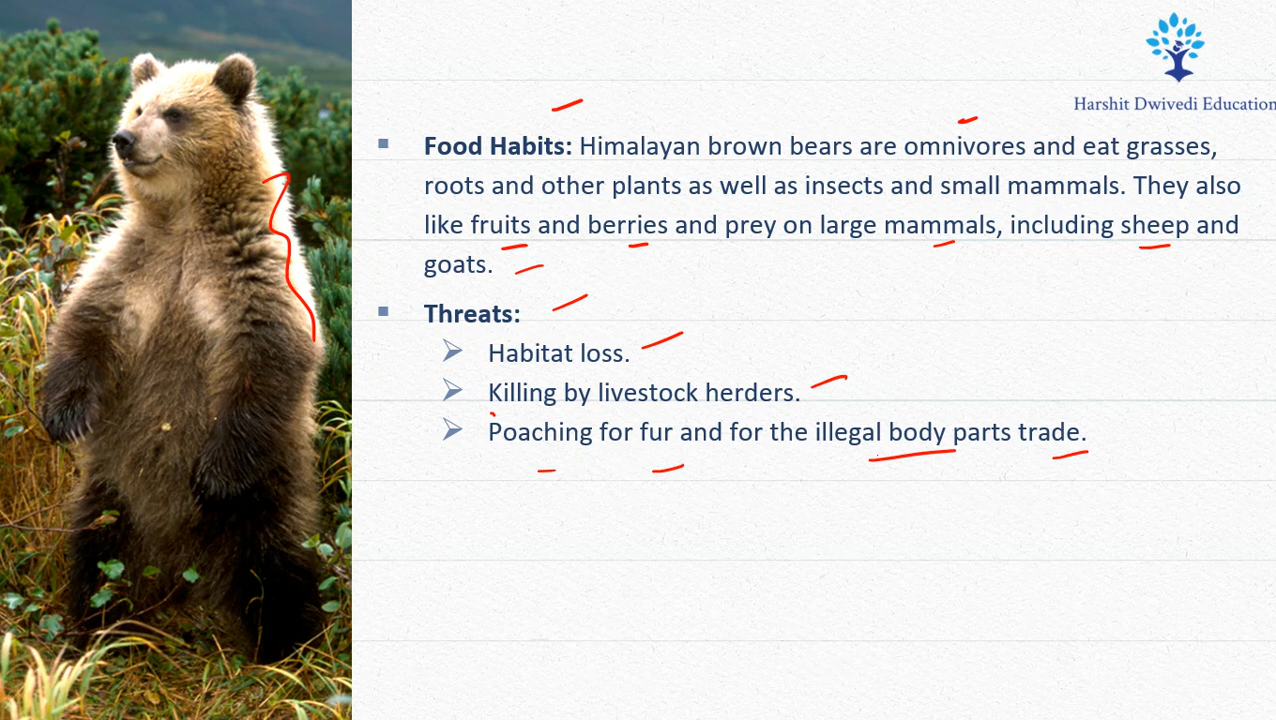 Harshit Dwivedi Education
▪ Food Habits: Himalayan brown bears are omnivores and eat grasses,
roots and other plants as well as insects and small mammals. They also
like fruits and berries and prey on large mammals, including sheep and
goats.
▪ Threats:
➢ Habitat loss.
➢ Killing by livestock herders.
➢ Poaching for fur and for the illegal body parts trade.